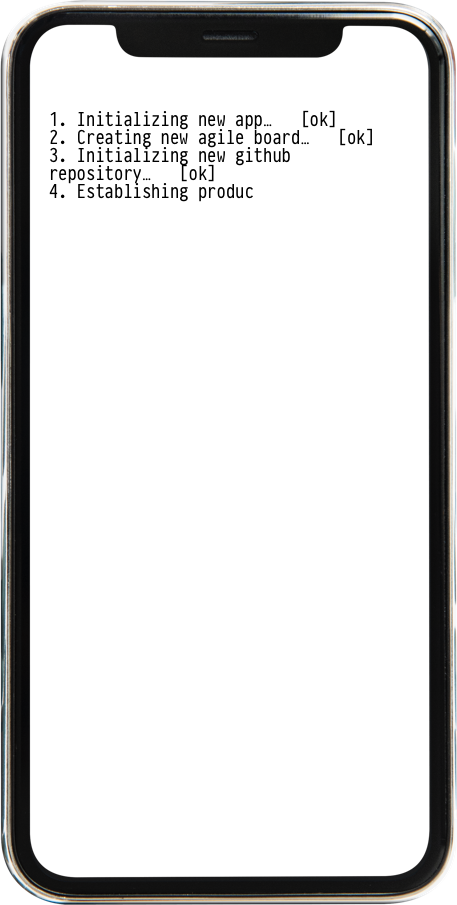 1. Initializing new app…   [ok]
2. Creating new agile board…   [ok]
3. Initializing new github
repository…   [ok]
4. Establishing produc